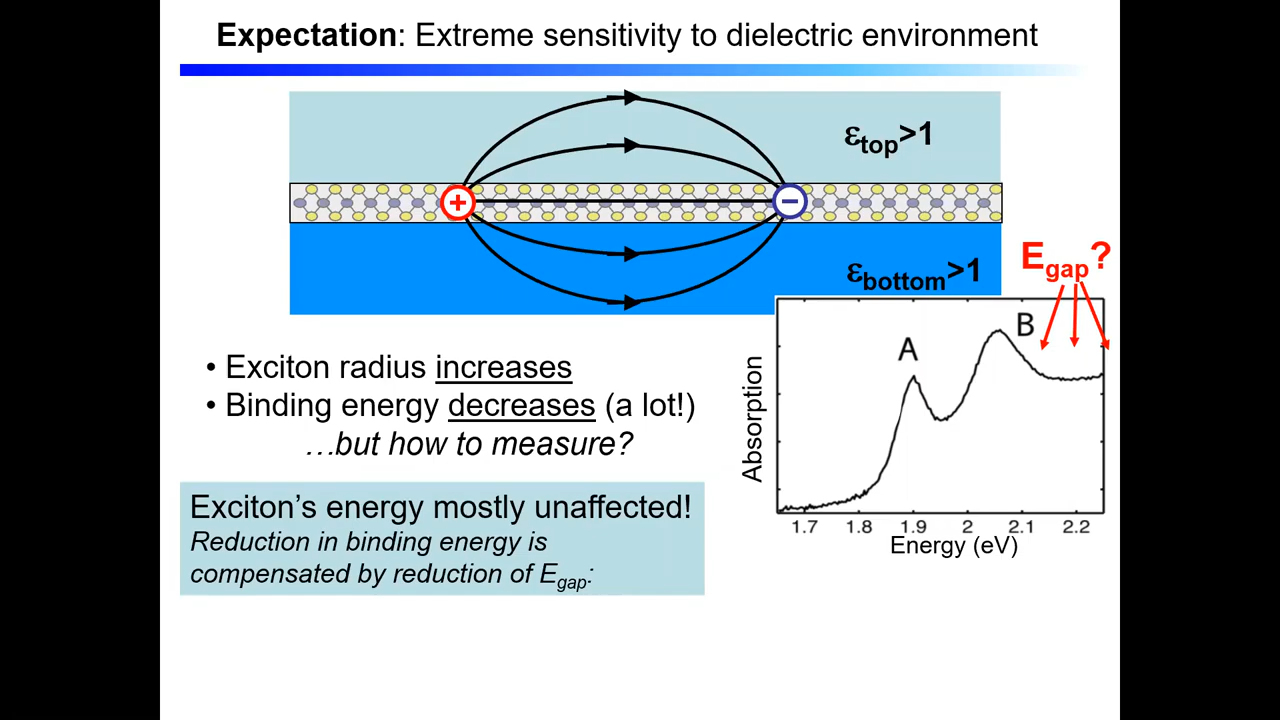 Expectation: Extreme sensitivity to dielectric environment
εtop>1
+
−
εbottom>1
Egap?
• Exciton radius increases
• Binding energy decreases (a lot!)
…but how to measure?
Exciton’s energy mostly unaffected!
Reduction in binding energy is
compensated by reduction of Egap:
A
B
Absorption
1.7 1.8 1.9 2 2.1 2.2
Energy (eV)